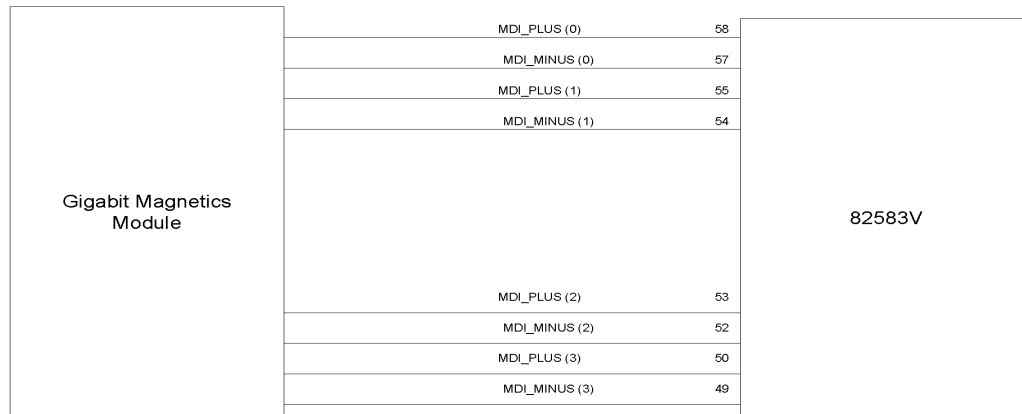 MDI_PLUS (0) 58
MDI_MINUS (0) 57
MDI_PLUS (1) 55
MDI_MINUS (1) 54
Gigabit Magnetics
Module
82583V
MDI_PLUS (2) 53
MDI_MINUS (2) 52
MDI_PLUS (3) 50
MDI_MINUS (3) 49